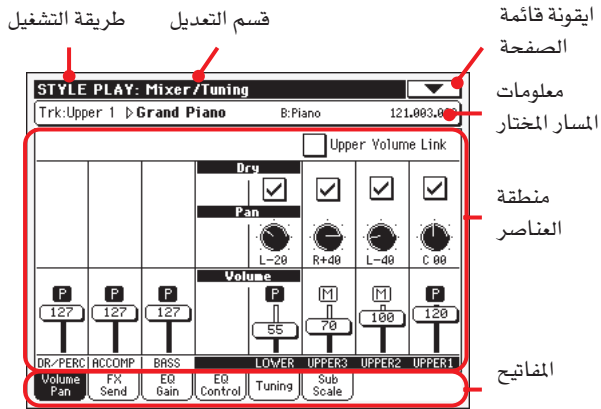 طريقة التشغيل
قسم التعديل
ايقونة قائمة
الصفحة
STYLE PLAY: Mixer/Tuning
معلومات
المسار المختار
Trk:Upper 1 ▷Grand Piano B:Piano 121.003.0
Upper Volume Link
Dry
منطقة
العناصر
Pan
L-20 R+40 L-40 C 00
Volume
P P P P M M P
127 127 127 55 70 100 120
DR/PERC ACCOMP BASS LOWER UPPER3 UPPER2 UPPER1
المفاتيح
Volume Pan FX Send EQ Gain EQ Control Tuning Sub Scale